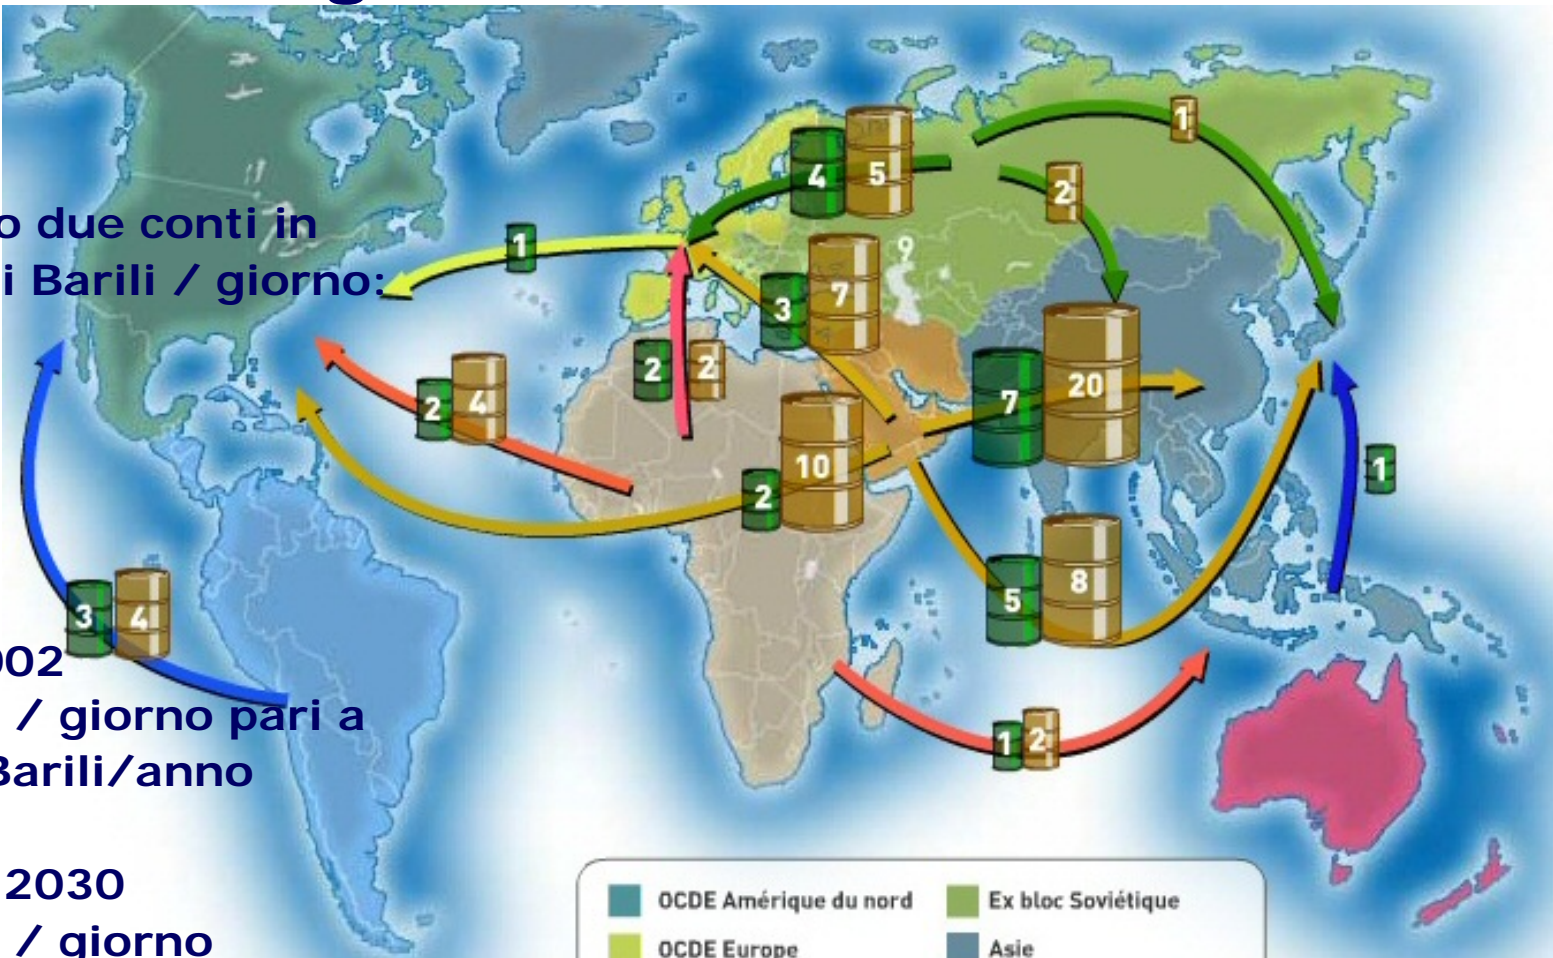 g
1
4 5
2
o due conti in
1
9
i Barili / giorno:
3 7
2 2
7 20
2 4
2 10
1
5 8
3 4
002
/ giorno pari a
1 2
Barili/anno
2030
/ giorno
OCDE Amérique du nord
Ex bloc Soviétique
OCDE Europe
Asie